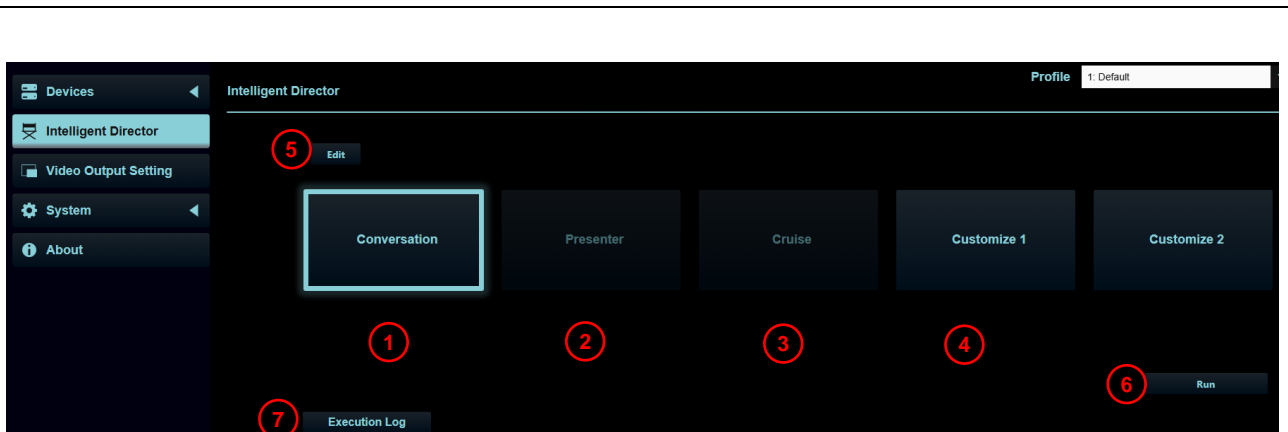 Devices
Intelligent Director
Video Output Setting
System
About
Intelligent Director
Profile
1: Default
5
Edit
Conversation
Presenter
Cruise
Customize 1
Customize 2
1
2
3
4
6
Run
7
Execution Log